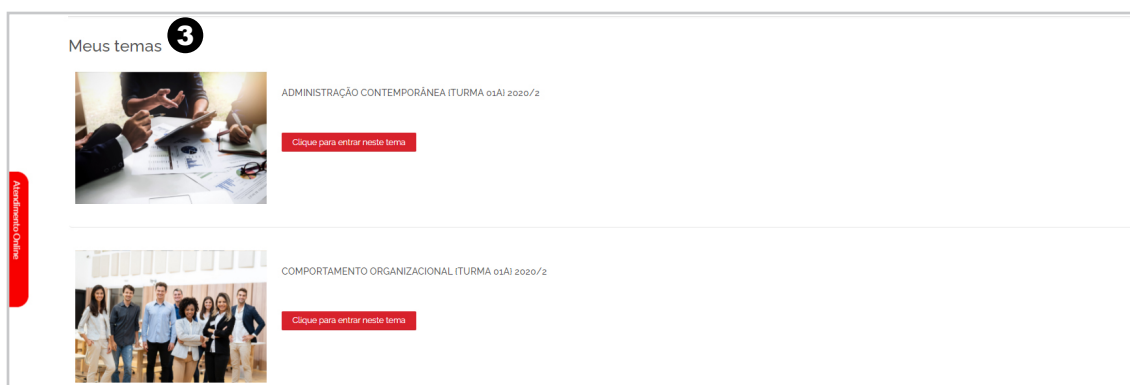 Meus temas 3
ADMINISTRAÇÃO CONTEMPORÂNEA (TURMA 01A) 2020/2
Clique para entrar neste tema
Atendimento Online
COMPORTAMENTO ORGANIZACIONAL (TURMA 01A) 2020/2
Clique para entrar neste tema